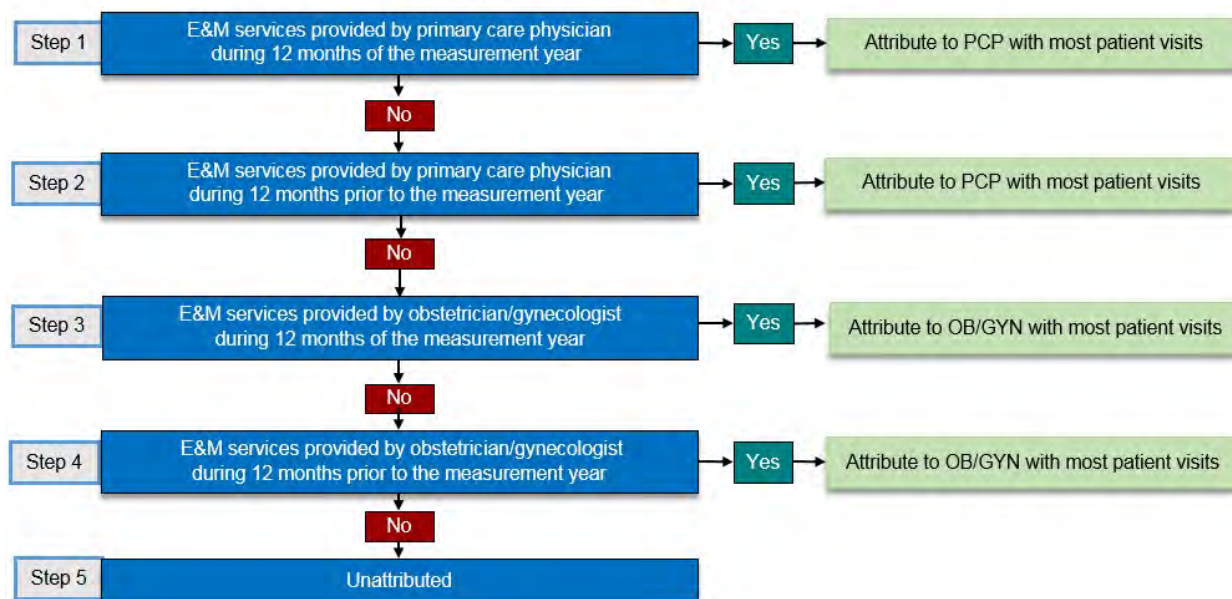 Step 1
E&M services provided by primary care physician
during 12 months of the measurement year
Yes
Attribute to PCP with most patient visits
No
Step 2
E&M services provided by primary care physician
during 12 months prior to the measurement year
Yes
Attribute to PCP with most patient visits
No
Step 3
E&M services provided by obstetrician/gynecologist
during 12 months of the measurement year
Yes
Attribute to OB/GYN with most patient visits
No
Step 4
E&M services provided by obstetrician/gynecologist
during 12 months prior to the measurement year
Yes
Attribute to OB/GYN with most patient visits
No
Step 5
Unattributed